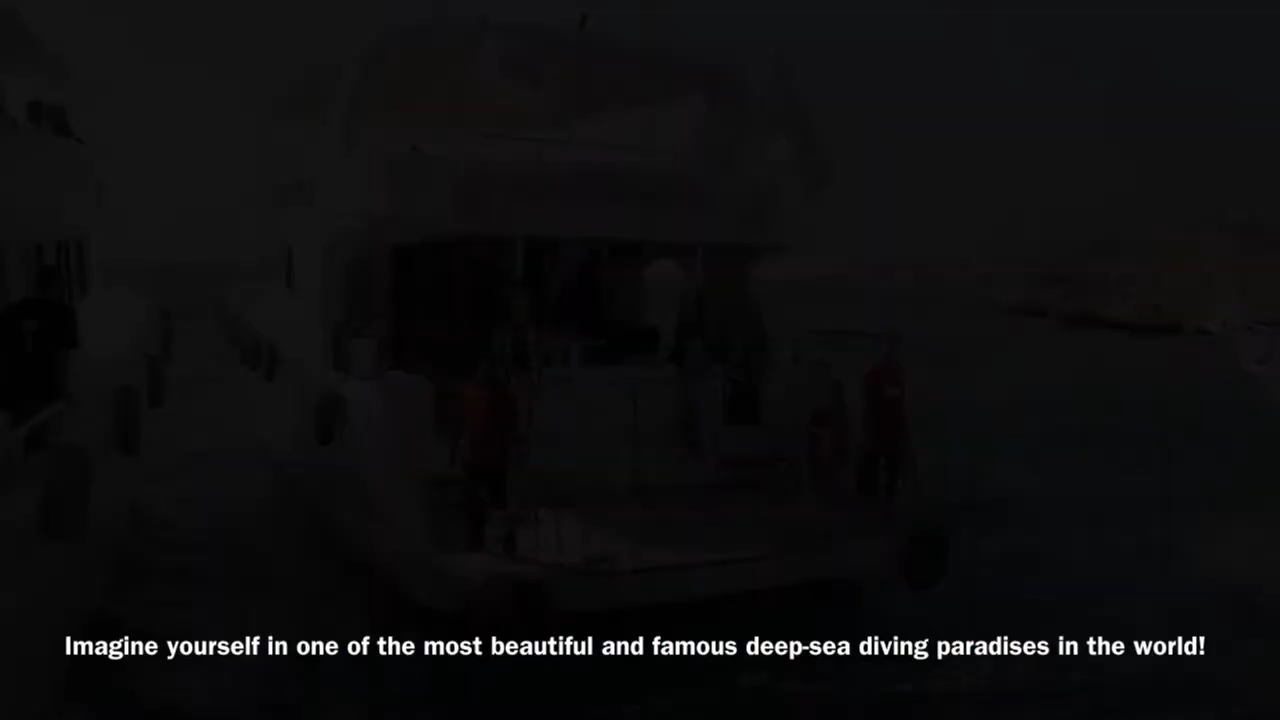 Imagine yourself in one of the most beautiful and famous deep-sea diving paradises in the world!